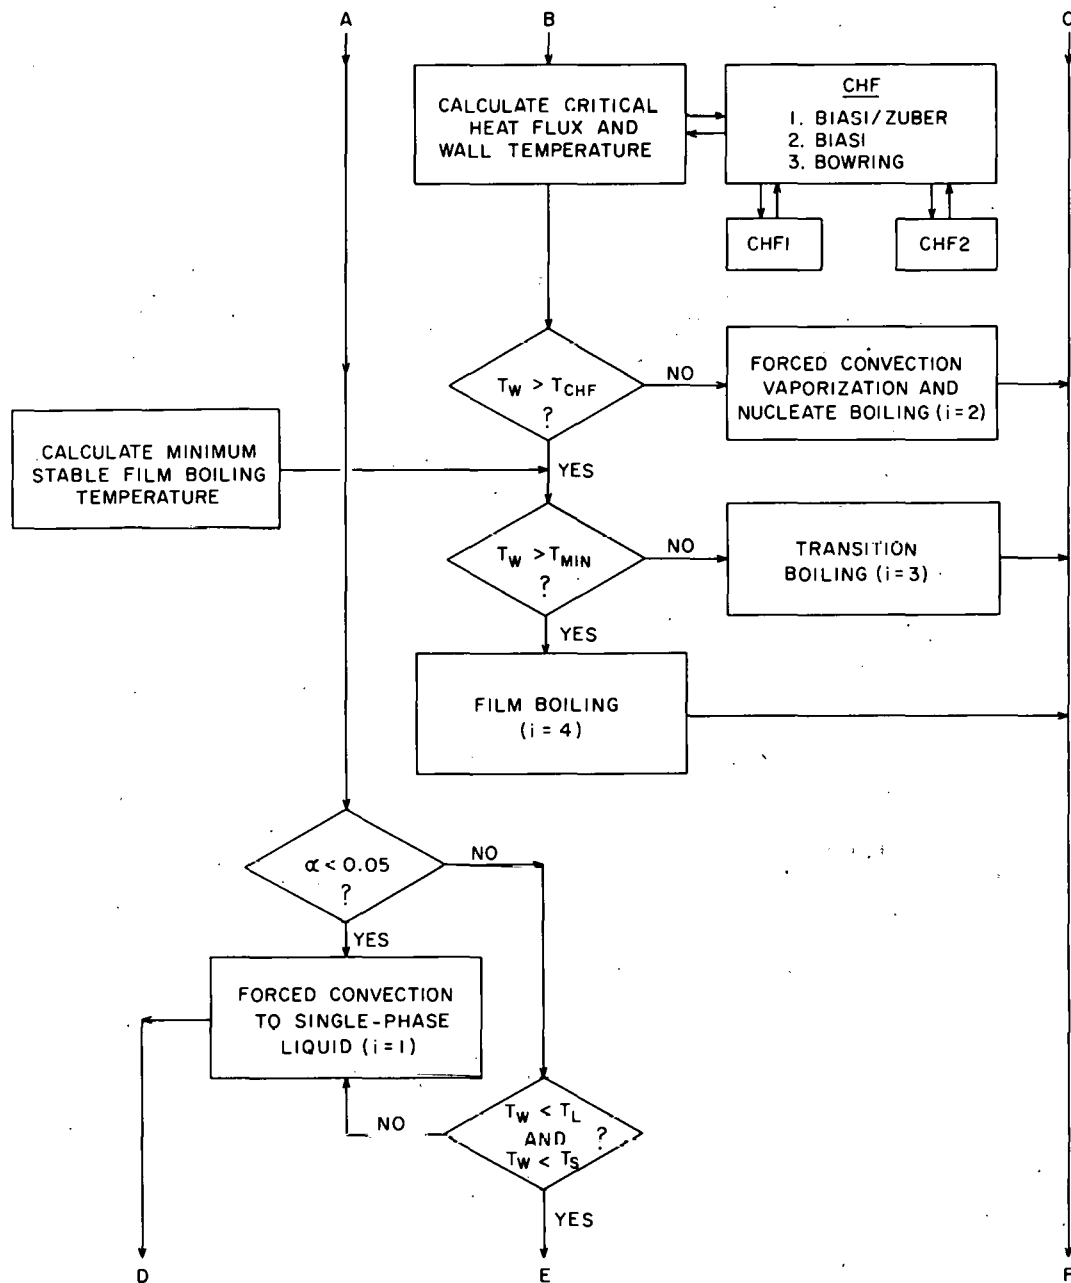 A
B
C
CALCULATE CRITICAL
HEAT FLUX AND
WALL TEMPERATURE
CHF
1. BIASI/ZUBER
2. BIASI
3. BOWRING
CHF1
CHF2
T_W > T_CHF
?
NO
FORCED CONVECTION
VAPORIZATION AND
NUCLEATE BOILING (i=2)
CALCULATE MINIMUM
STABLE FILM BOILING
TEMPERATURE
YES
T_W > T_MIN
?
NO
TRANSITION
BOILING (i=3)
YES
FILM BOILING
(i = 4)
α < 0.05
?
NO
YES
FORCED CONVECTION
TO SINGLE-PHASE
LIQUID (i=1)
NO
T_W < T_L
AND
?
T_W < T_S
YES
D
E
F